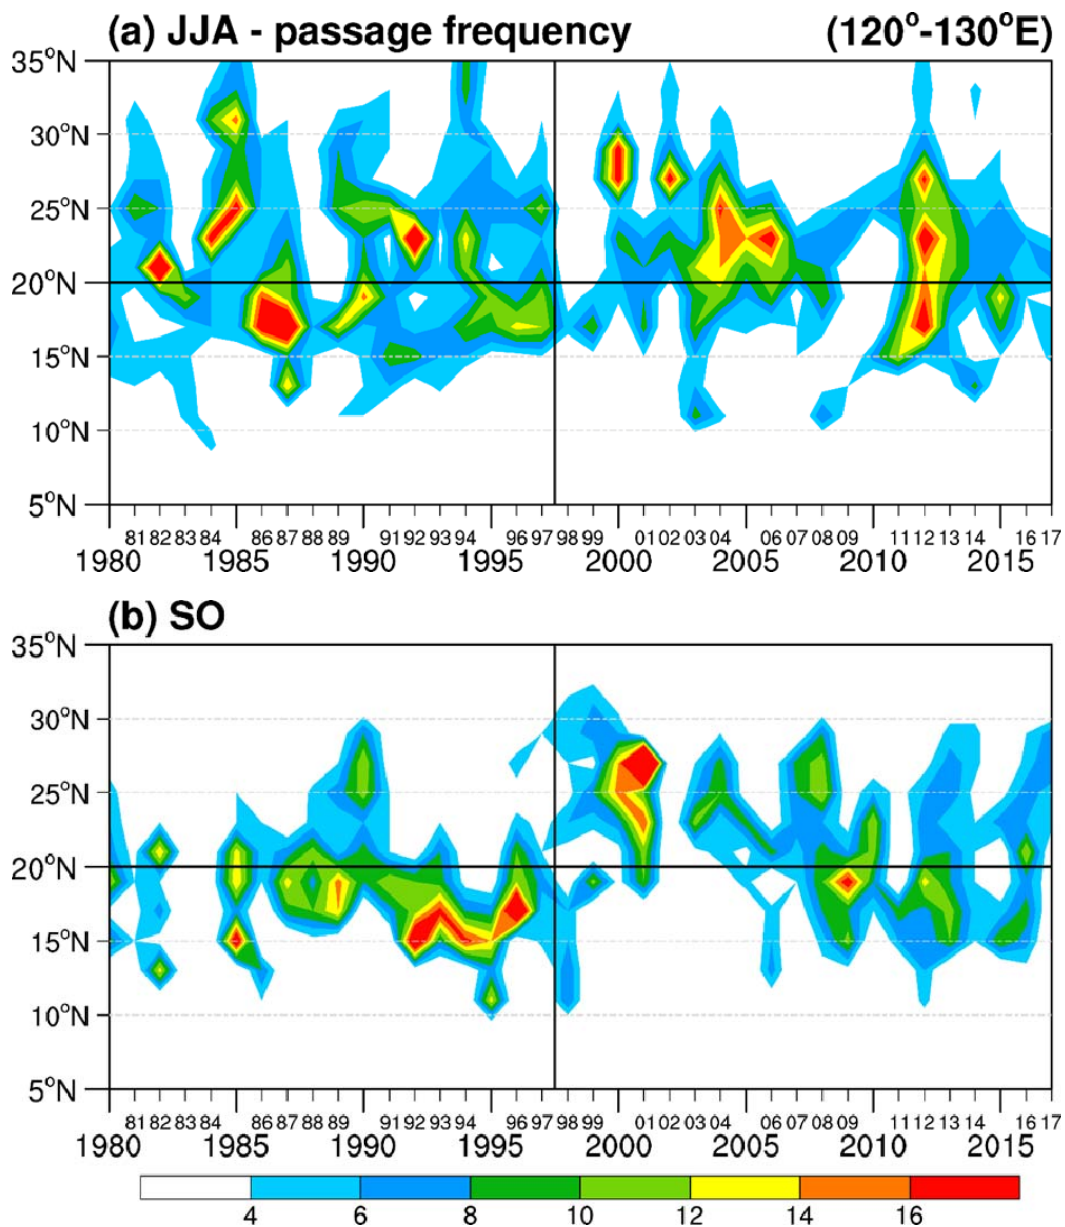 (a) JJA - passage frequency (120°-130°E)
35°N
30°N
25°N
20°N
15°N
10°N
5°N
81 82 83 84 86 87 88 89 91 92 93 94 96 97 98 99 01 02 03 04 06 07 08 09 11 12 13 14 16 17
1980 1985 1990 1995 2000 2005 2010 2015
(b) SO
35°N
30°N
25°N
20°N
15°N
10°N
5°N
81 82 83 84 86 87 88 89 91 92 93 94 96 97 98 99 01 02 03 04 06 07 08 09 11 12 13 14 16 17
1980 1985 1990 1995 2000 2005 2010 2015
4 6 8 10 12 14 16